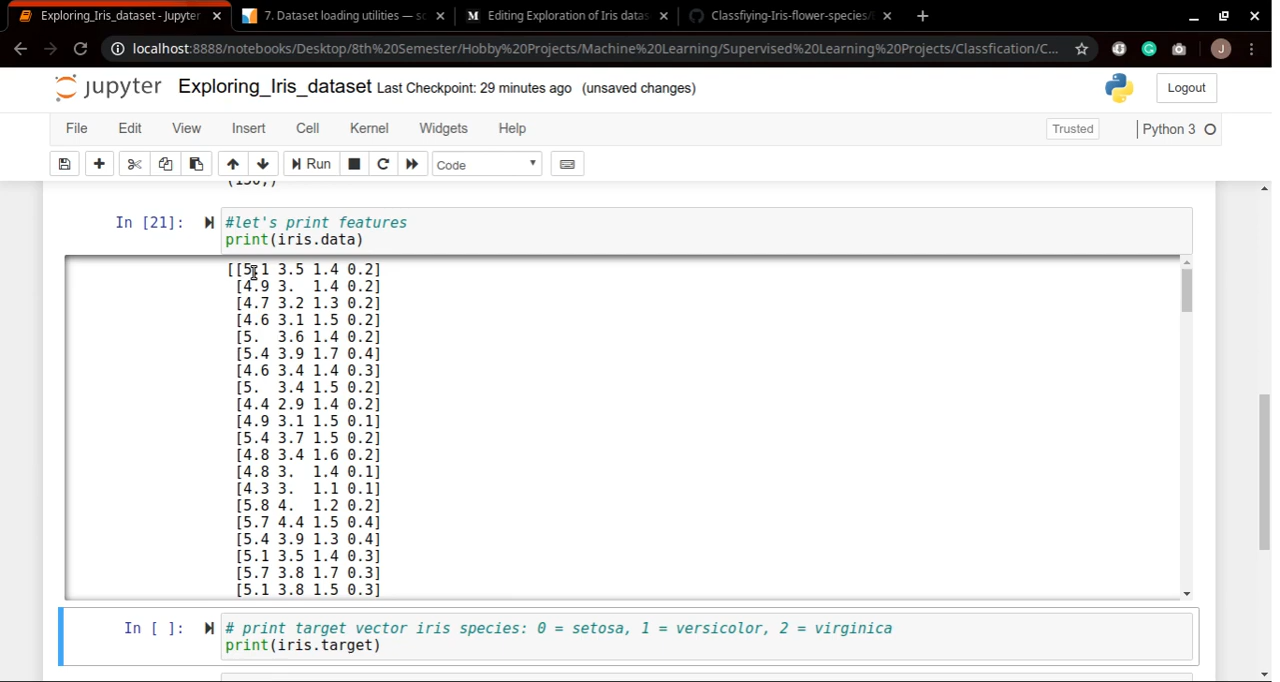 Exploring_Iris_dataset - Jupyter
7. Dataset loading utilities — sc
M Editing Exploration of Iris datas
Classfiying-Iris-flower-species/
localhost:8888/notebooks/Desktop/8th%20Semester/Hobby%20Projects/Machine%20Learning/Supervised%20Learning%20Projects/Classfication/C... J
jupyter Exploring_Iris_dataset Last Checkpoint: 29 minutes ago (unsaved changes) Logout
File Edit View Insert Cell Kernel Widgets Help Trusted Python 3
Run Code
(150,)
In [21]: #let's print features
print(iris.data)
[[5.1 3.5 1.4 0.2]
[4.9 3. 1.4 0.2]
[4.7 3.2 1.3 0.2]
[4.6 3.1 1.5 0.2]
[5. 3.6 1.4 0.2]
[5.4 3.9 1.7 0.4]
[4.6 3.4 1.4 0.3]
[5. 3.4 1.5 0.2]
[4.4 2.9 1.4 0.2]
[4.9 3.1 1.5 0.1]
[5.4 3.7 1.5 0.2]
[4.8 3.4 1.6 0.2]
[4.8 3. 1.4 0.1]
[4.3 3. 1.1 0.1]
[5.8 4. 1.2 0.2]
[5.7 4.4 1.5 0.4]
[5.4 3.9 1.3 0.4]
[5.1 3.5 1.4 0.3]
[5.7 3.8 1.7 0.3]
[5.1 3.8 1.5 0.3]
In [ ]: # print target vector iris species: 0 = setosa, 1 = versicolor, 2 = virginica
print(iris.target)